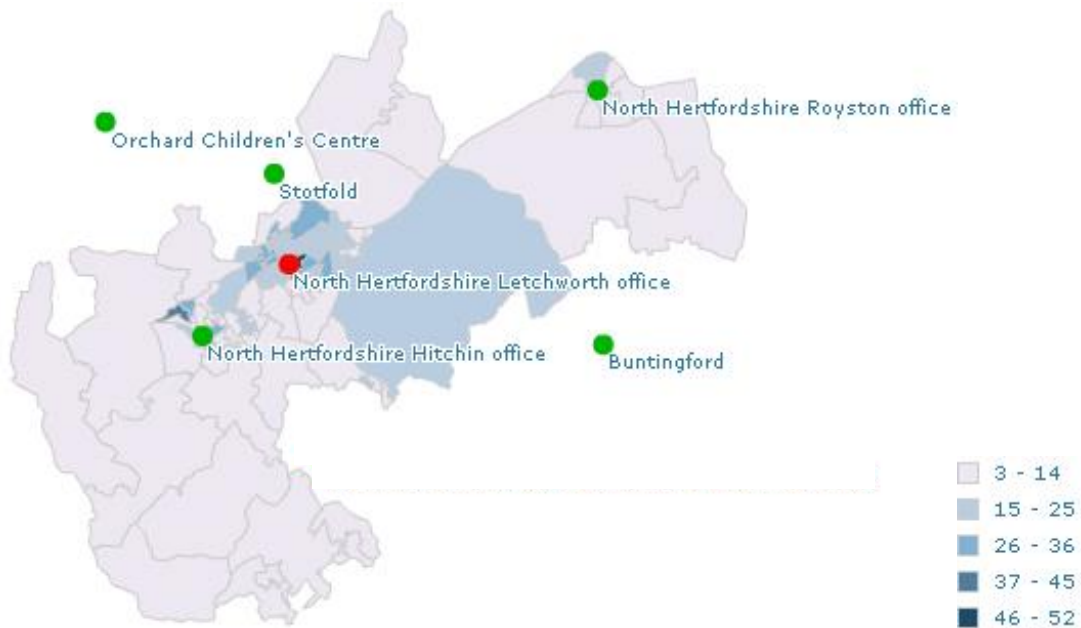 North Hertfordshire Royston office
Orchard Children's Centre
Stotfold
North Hertfordshire Letchworth office
North Hertfordshire Hitchin office
Buntingford
3 - 14
15 - 25
26 - 36
37 - 45
46 - 52